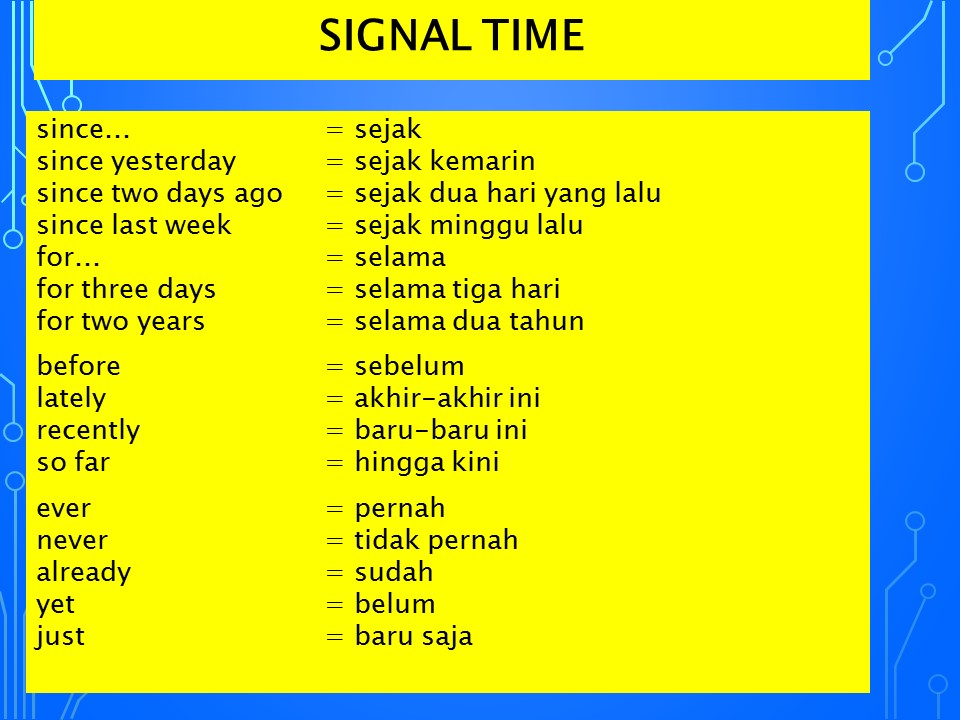 SIGNAL TIME
since... = sejak
since yesterday = sejak kemarin
since two days ago = sejak dua hari yang lalu
since last week = sejak minggu lalu
for... = selama
for three days = selama tiga hari
for two years = selama dua tahun
before = sebelum
lately = akhir-akhir ini
recently = baru-baru ini
so far = hingga kini
ever = pernah
never = tidak pernah
already = sudah
yet = belum
just = baru saja